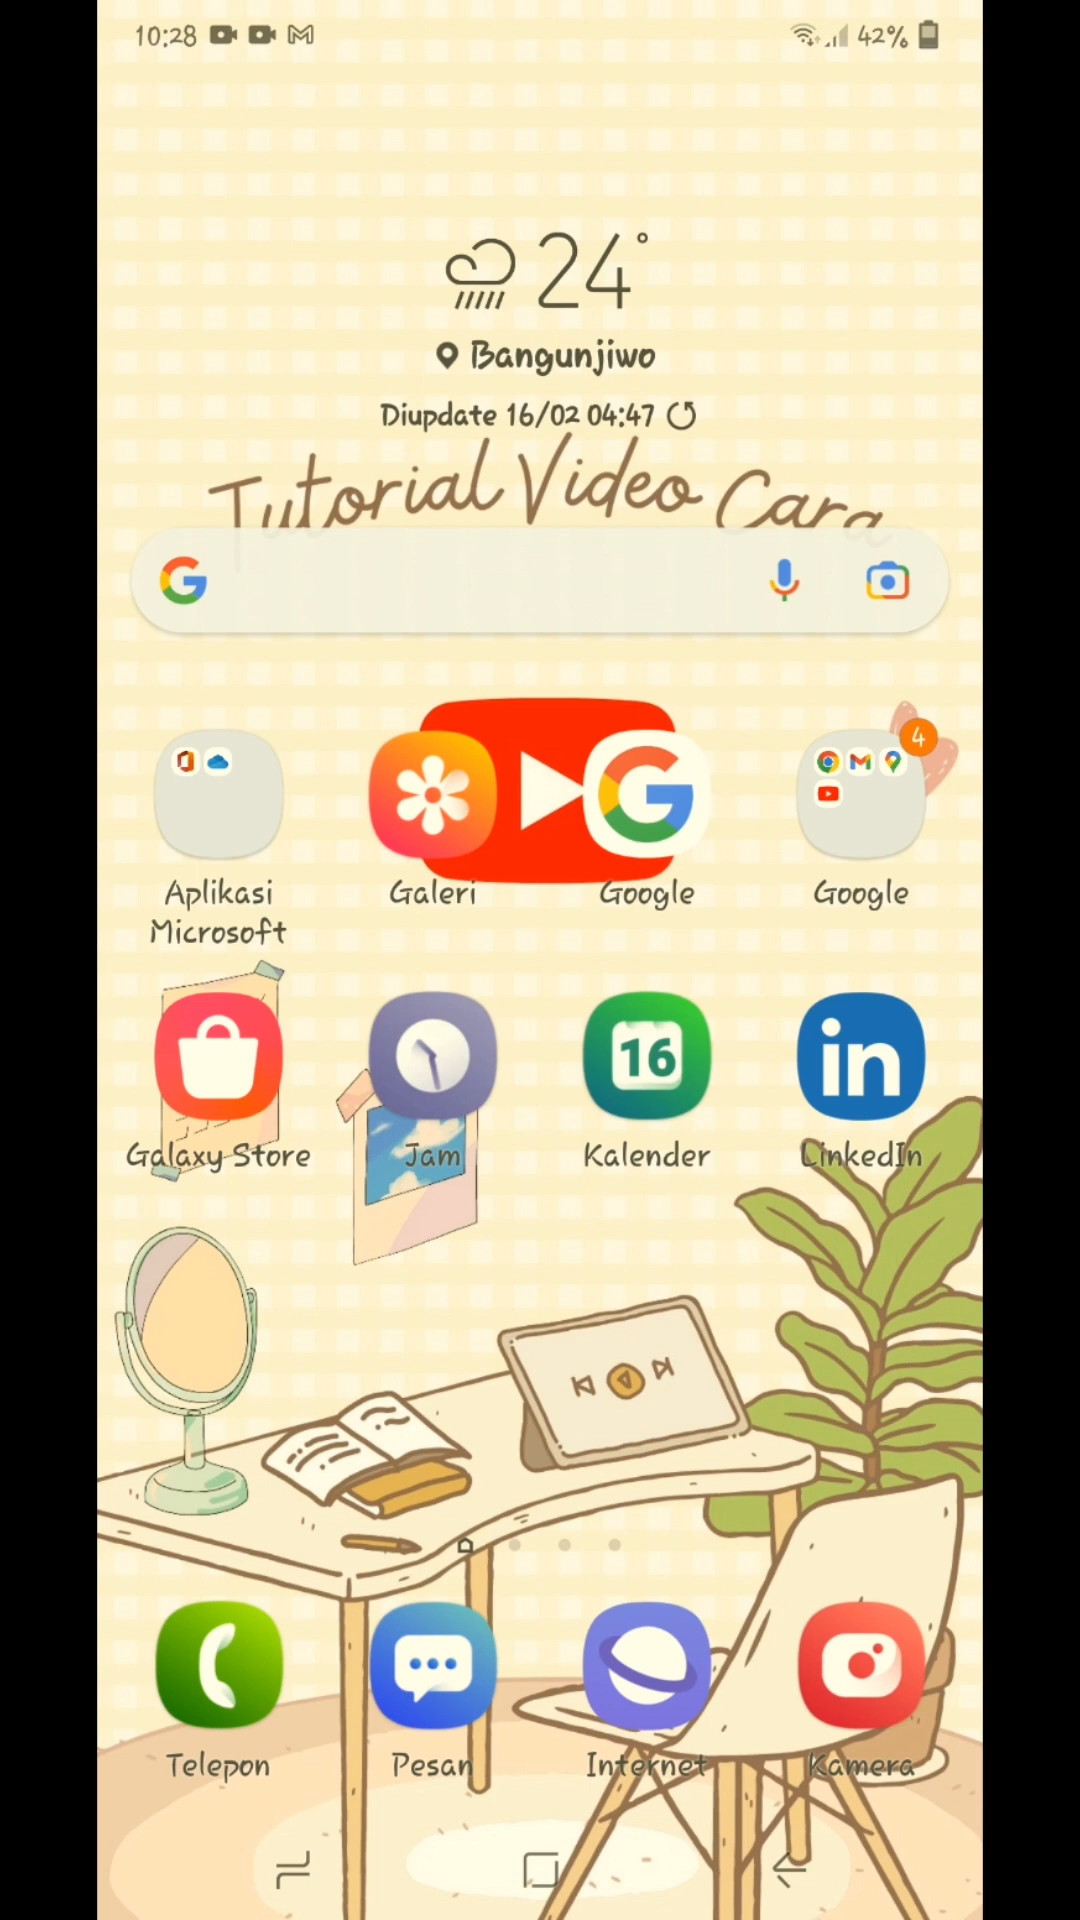 10:28
42%
24°
Bangunjiwo
Diupdate 16/02 04:47
Tutorial Video Cara
4
Aplikasi
Microsoft
Galeri
Google
Google
16
in
Galaxy Store
Jam
Kalender
LinkedIn
Telepon
Pesan
Internet
Kamera